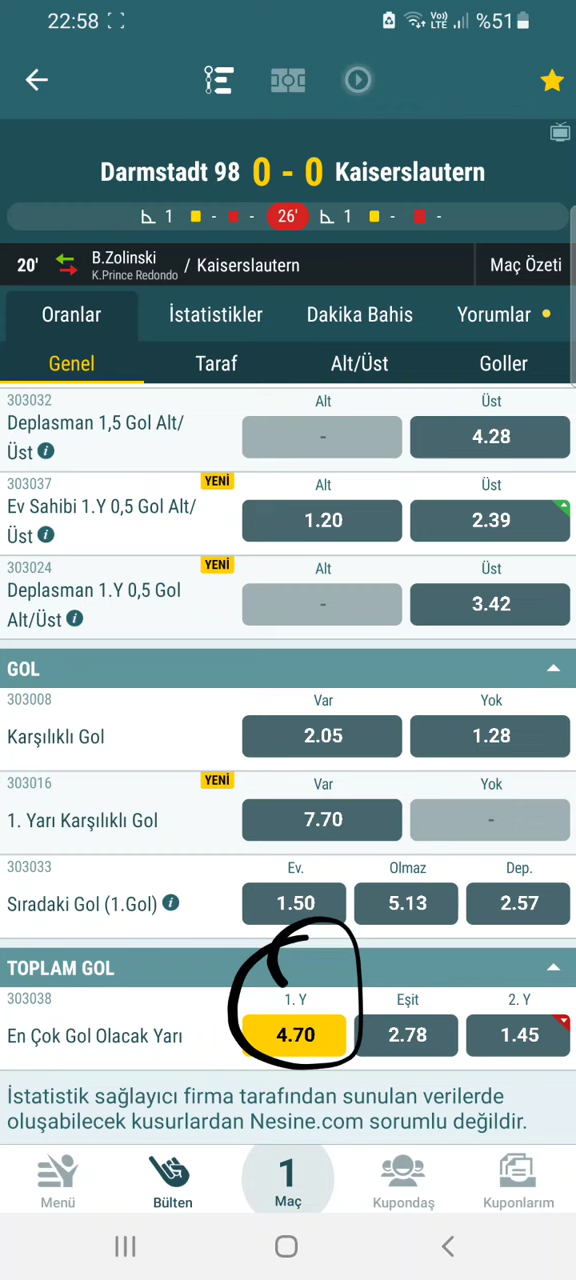 22:58
Vo) LTE %51
Darmstadt 98 0 - 0 Kaiserslautern
1 - - 26' 1 - -
20' B.Zolinski K.Prince Redondo / Kaiserslautern Maç Özeti
Oranlar İstatistikler Dakika Bahis Yorumlar
Genel Taraf Alt/Üst Goller
303032 Alt Üst
Deplasman 1,5 Gol Alt/
Üst - 4.28
303037 YENİ Alt Üst
Ev Sahibi 1.Y 0,5 Gol Alt/
Üst 1.20 2.39
303024 YENİ Alt Üst
Deplasman 1.Y 0,5 Gol
Alt/Üst - 3.42
GOL
303008 Var Yok
Karşılıklı Gol 2.05 1.28
303016 YENİ Var Yok
1. Yarı Karşılıklı Gol 7.70 -
303033 Ev. Olmaz Dep.
Sıradaki Gol (1.Gol) 1.50 5.13 2.57
TOPLAM GOL
303038 1. Y Eşit 2. Y
En Çok Gol Olacak Yarı 4.70 2.78 1.45
İstatistik sağlayıcı firma tarafından sunulan verilerde
oluşabilecek kusurlardan Nesine.com sorumlu değildir.
Menü Bülten 1 Maç Kupondaş Kuponlarım